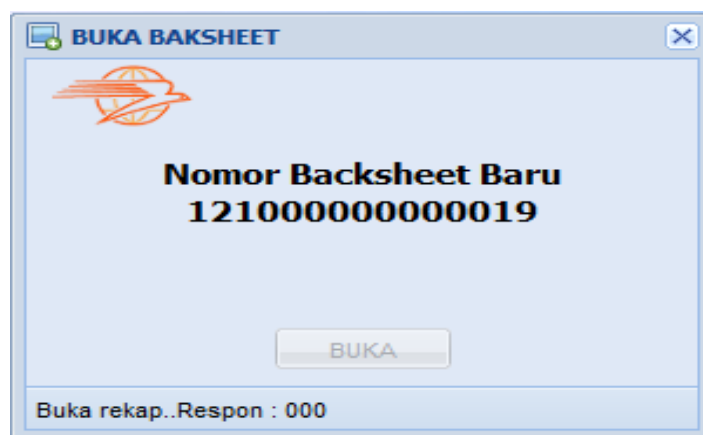 BUKA BAKSHEET
Nomor Backsheet Baru
121000000000019
BUKA
Buka rekap..Respon : 000